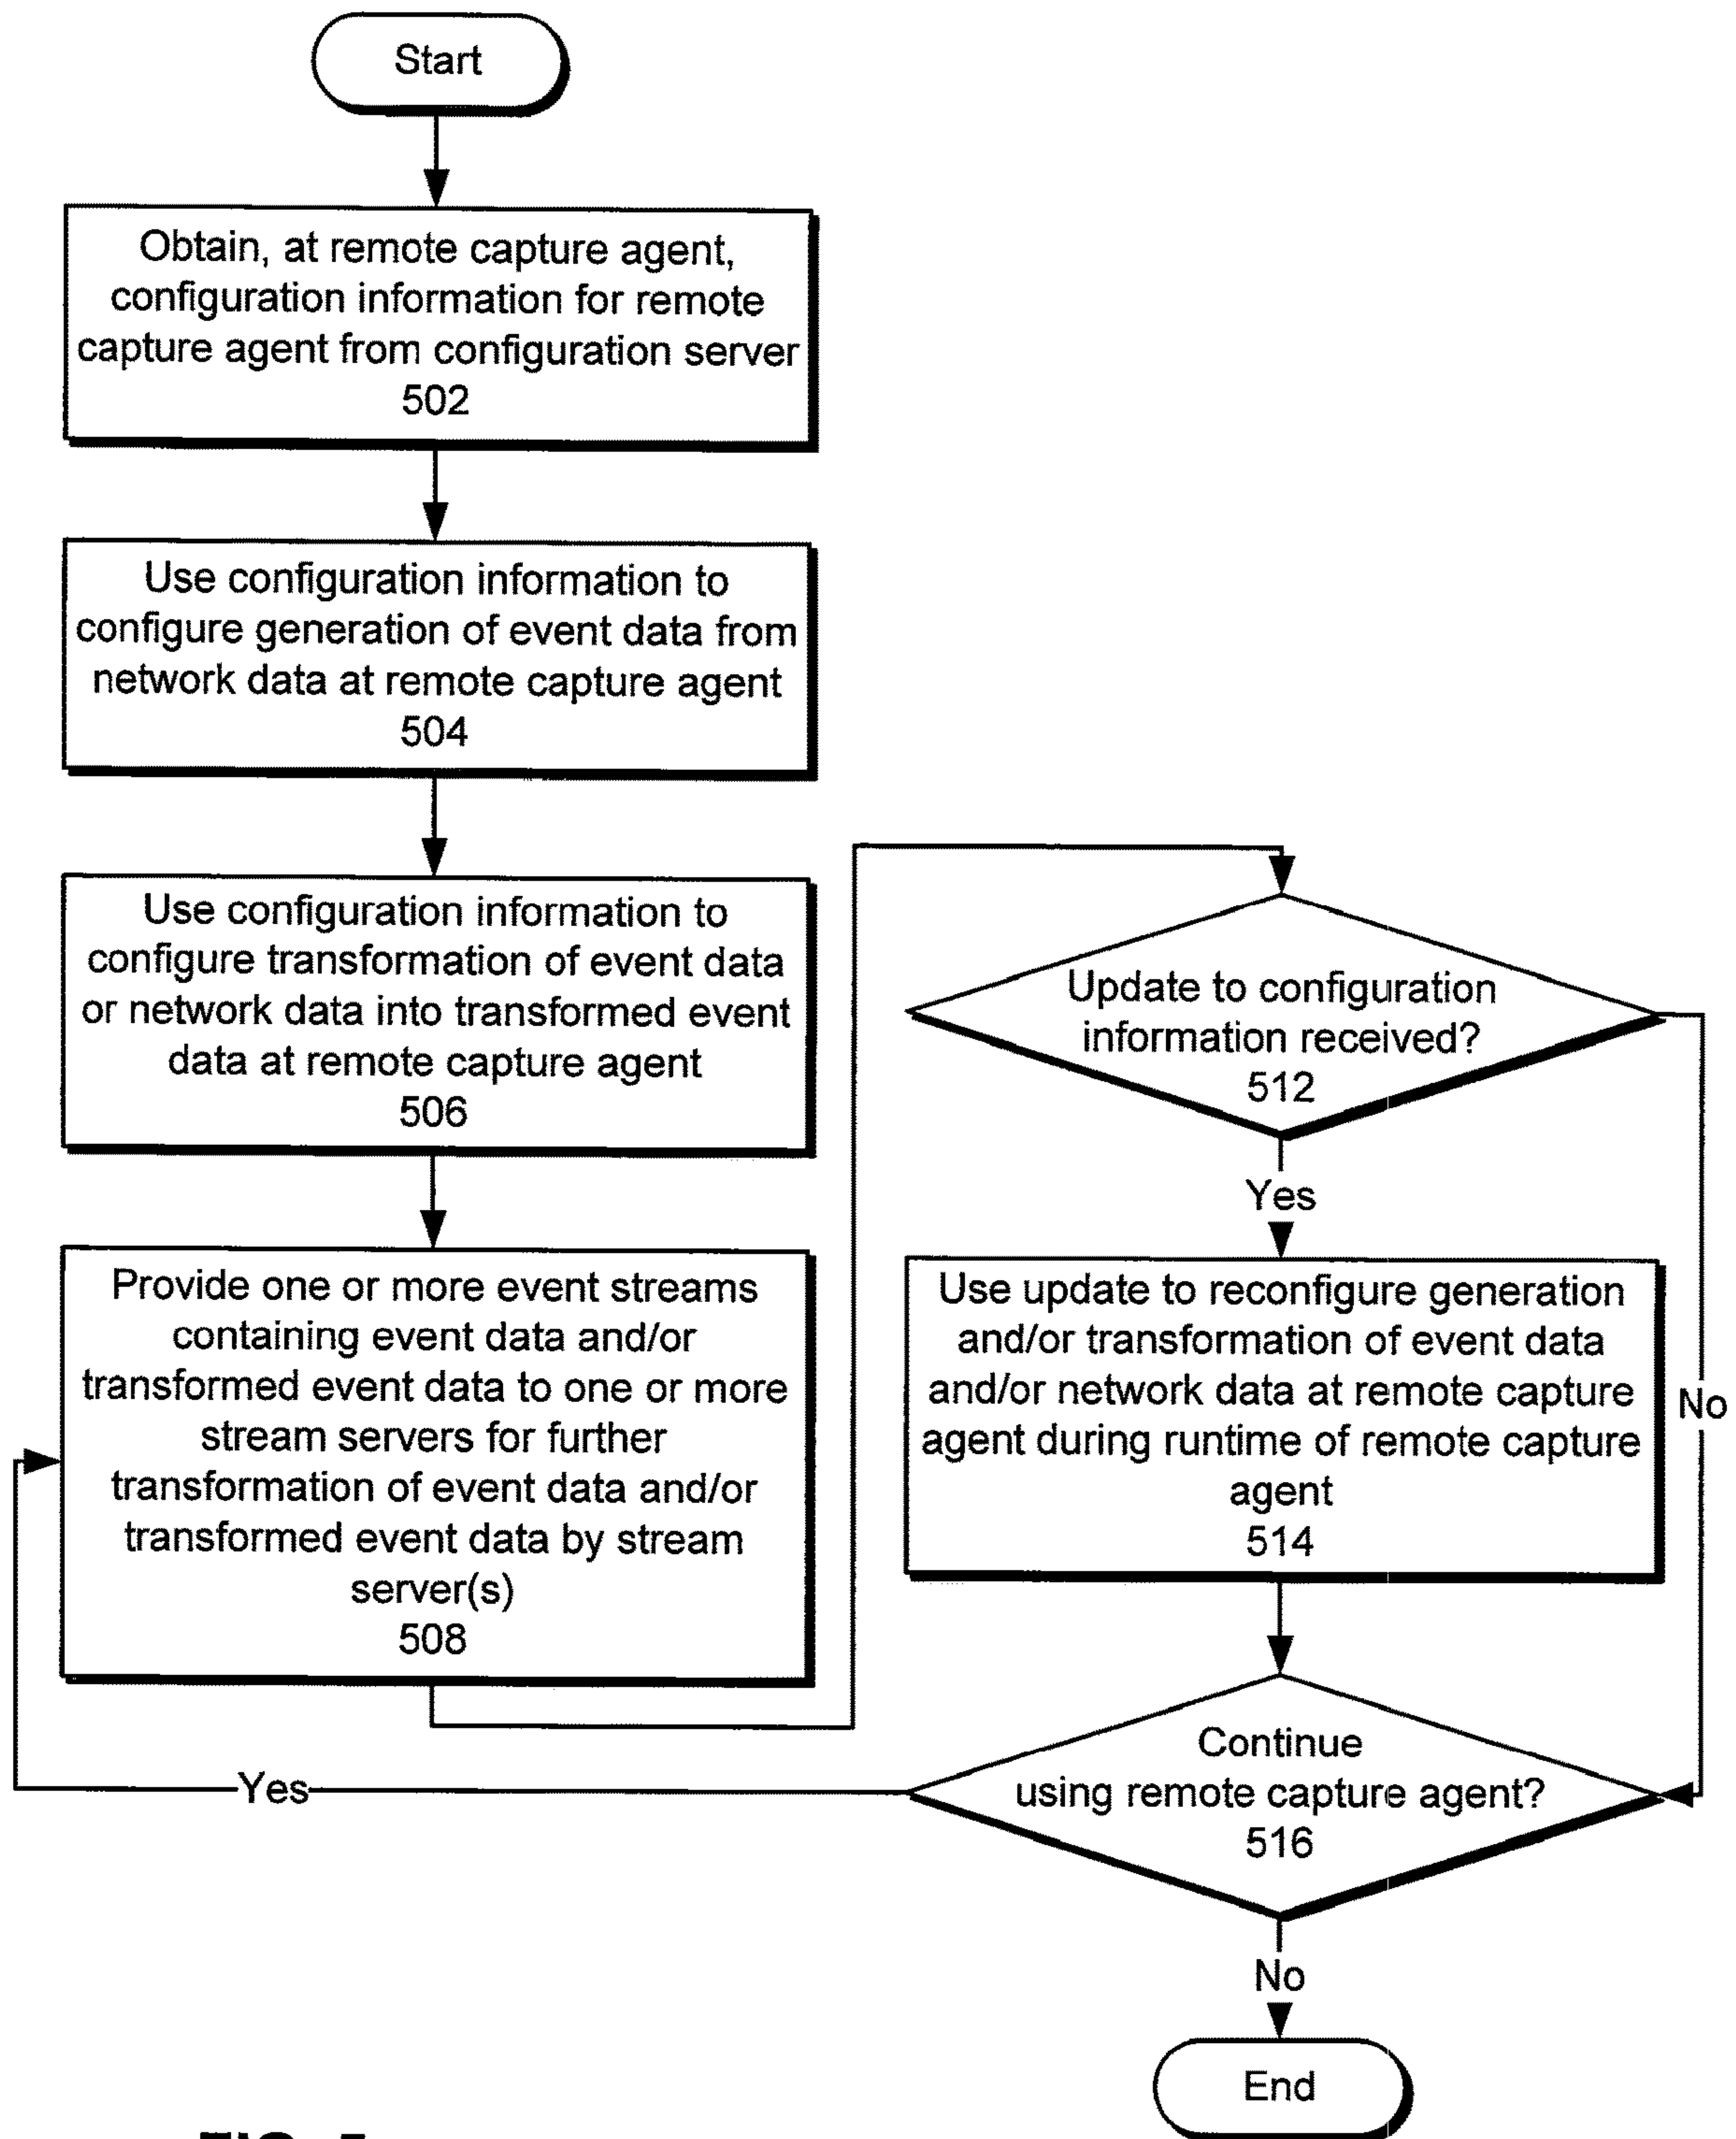 Start
Obtain, at remote capture agent,
configuration information for remote
capture agent from configuration server
502
Use configuration information to
configure generation of event data from
network data at remote capture agent
504
Use configuration information to
configure transformation of event data
or network data into transformed event
data at remote capture agent
506
Provide one or more event streams
containing event data and/or
transformed event data to one or more
stream servers for further
transformation of event data and/or
transformed event data by stream
server(s)
508
Update to configuration
information received?
512
Yes
No
Use update to reconfigure generation
and/or transformation of event data
and/or network data at remote capture
agent during runtime of remote capture
agent
514
Continue
using remote capture agent?
516
Yes
No
End